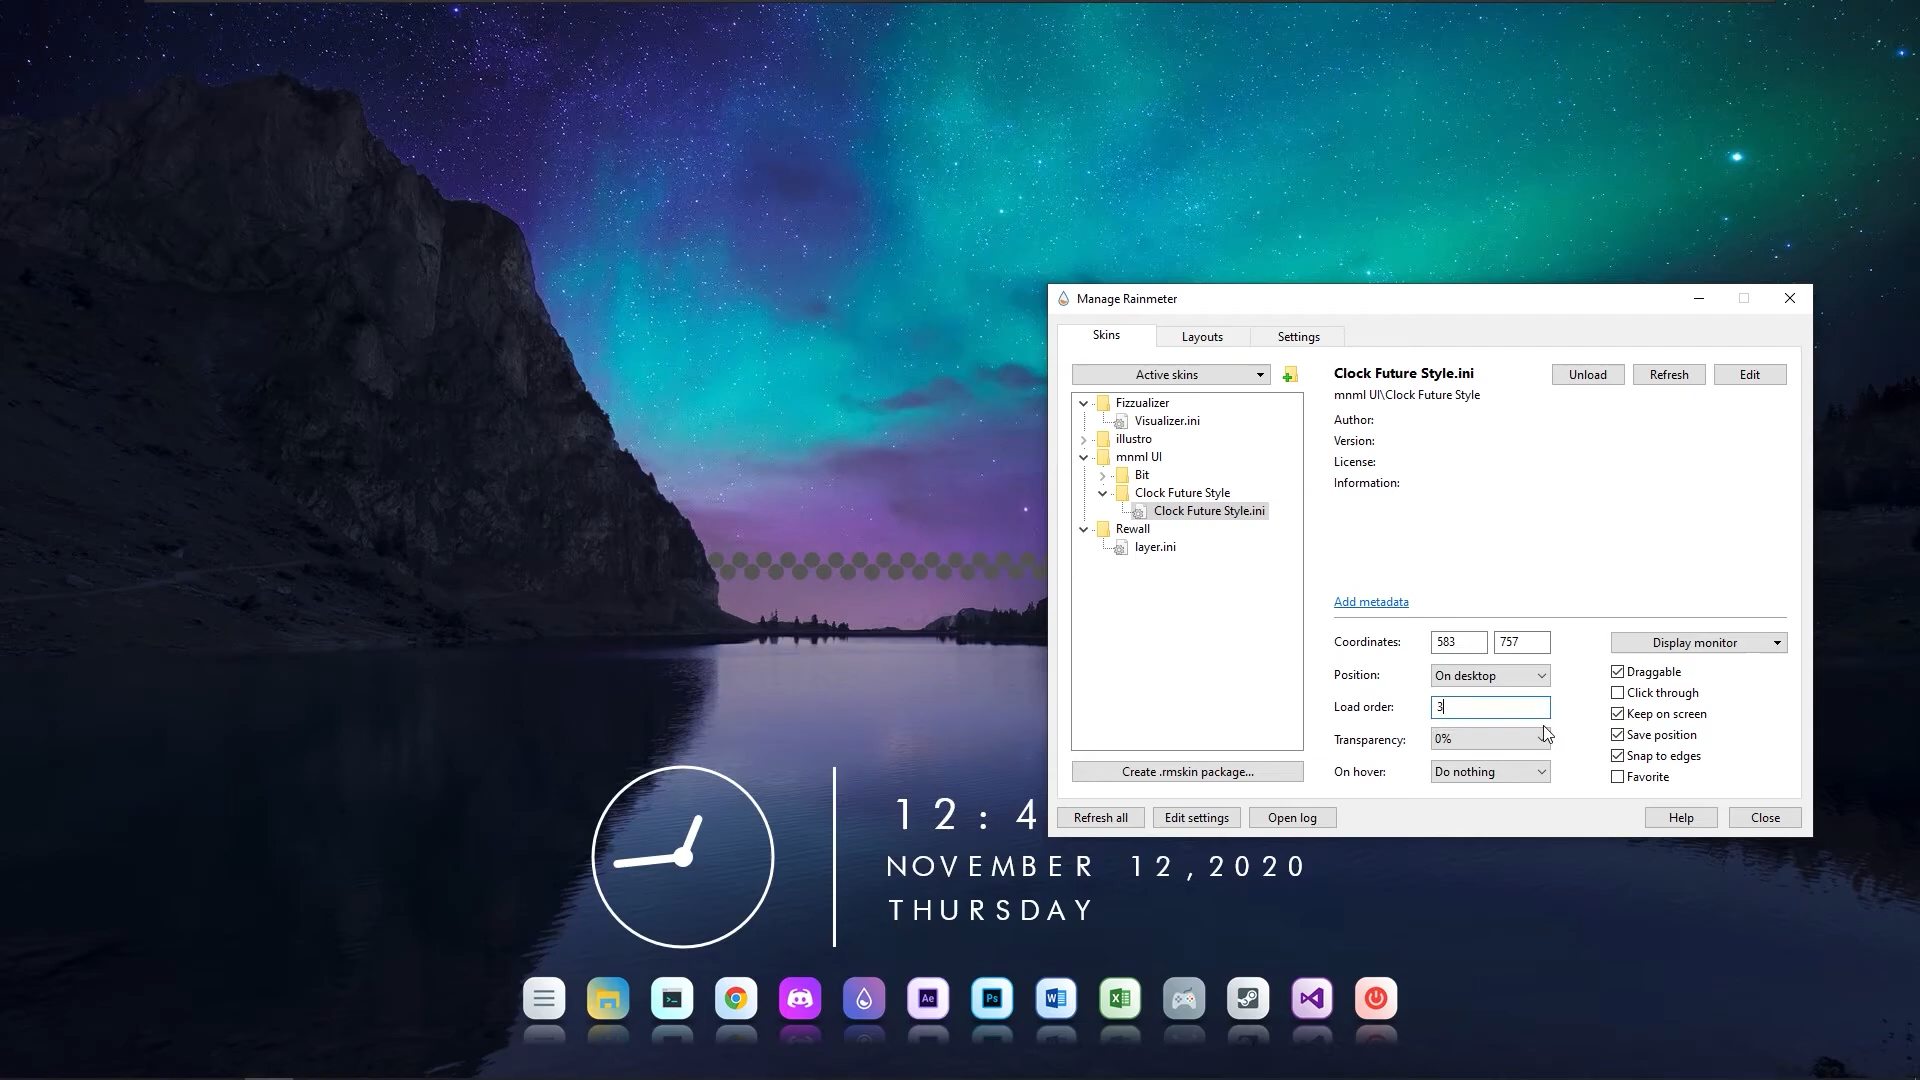 Manage Rainmeter
Skins
Layouts
Settings
Active skins
Clock Future Style.ini
Unload
Refresh
Edit
mnml UI\Clock Future Style
Fizzualizer
Visualizer.ini
illustro
mnml UI
Bit
Clock Future Style
Clock Future Style.ini
Rewall
layer.ini
Author:
Version:
License:
Information:
Add metadata
Coordinates:
583
757
Display monitor
Position:
On desktop
Load order:
3
Transparency:
0%
On hover:
Do nothing
Draggable
Click through
Keep on screen
Save position
Snap to edges
Favorite
Create .rmskin package...
Refresh all
Edit settings
Open log
Help
Close
12:4
NOVEMBER 12,2020
THURSDAY
Ae
Ps
W
X